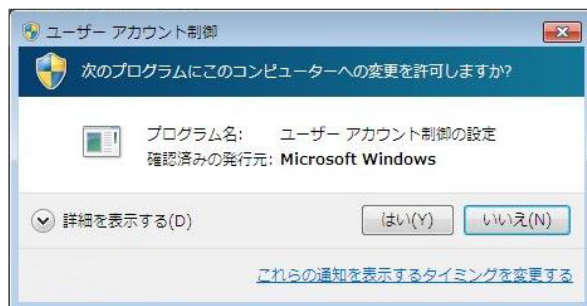 ユーザー アカウント制御
次のプログラムにこのコンピューターへの変更を許可しますか?
プログラム名: ユーザー アカウント制御の設定
確認済みの発行元: Microsoft Windows
詳細を表示する(D) はい(Y) いいえ(N)
これらの通知を表示するタイミングを変更する